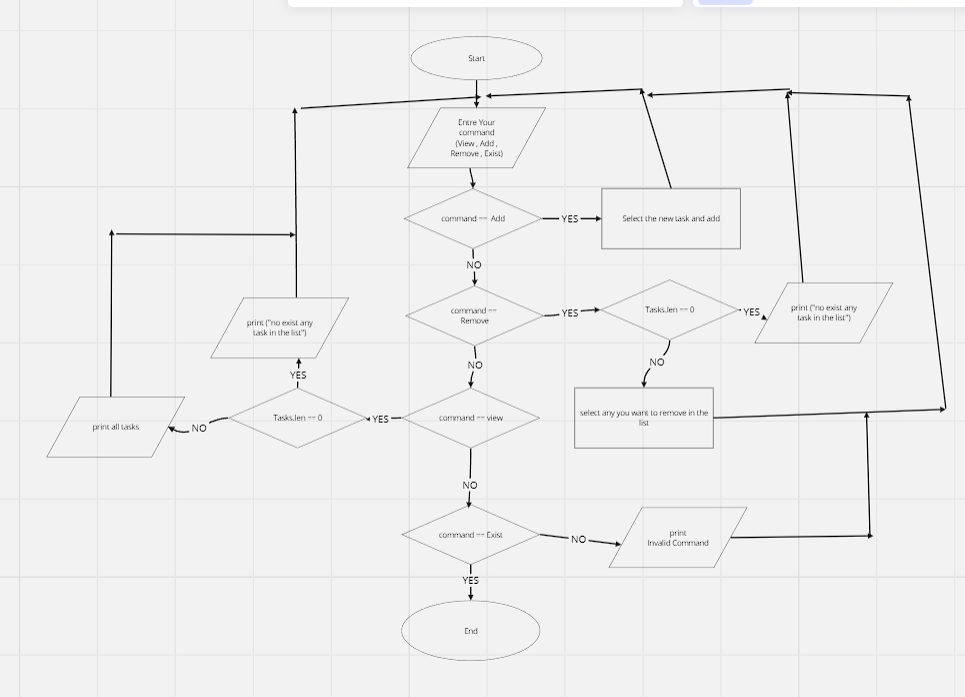 Start
Entre Your
command
(View , Add ,
Remove , Exist)
command == Add
YES
Select the new task and add
NO
command ==
Remove
YES
Tasks.len == 0
YES
print ("no exist any
task in the list")
print ("no exist any
task in the list")
NO
NO
YES
select any you want to remove in the
list
command == view
YES
Tasks.len == 0
NO
print all tasks
NO
command == Exist
NO
print
Invalid Command
YES
End